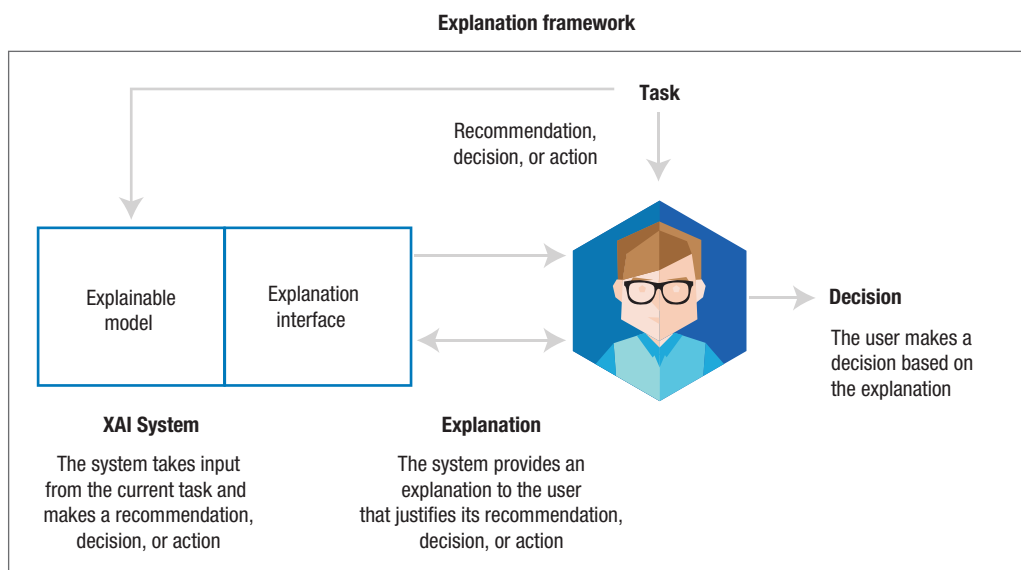 Explanation framework
Task
Recommendation,
decision, or action
Explainable
model
Explanation
interface
Decision
The user makes a
decision based on
the explanation
XAI System
The system takes input
from the current task and
makes a recommendation,
decision, or action
Explanation
The system provides an
explanation to the user
that justifies its recommendation,
decision, or action